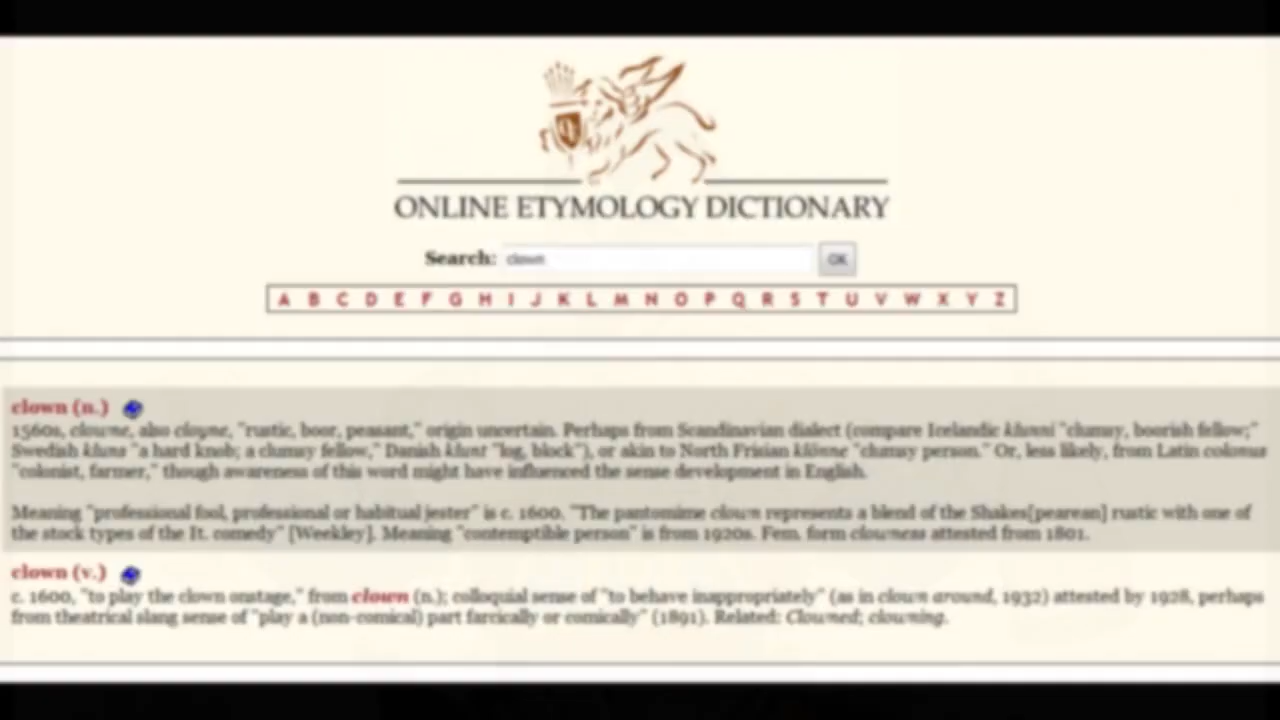 ONLINE ETYMOLOGY DICTIONARY
Search: clown OK
A B C D E F G H I J K L M N O P Q R S T U V W X Y Z
clown (n.)
1560s, clowne, also cloyne, "rustic, boor, peasant," origin uncertain. Perhaps from Scandinavian dialect (compare Icelandic klunni "clumsy, boorish fellow;"
Swedish kluns "a hard knob; a clumsy fellow," Danish klunt "log, block"), or akin to North Frisian klönne "clumsy person." Or, less likely, from Latin colonus
"colonist, farmer," though awareness of this word might have influenced the sense development in English.
Meaning "professional fool, professional or habitual jester" is c. 1600. "The pantomime clown represents a blend of the Shakes[pearean] rustic with one of
the stock types of the It. comedy" [Weekley]. Meaning "contemptible person" is from 1920s. Fem. form clowness attested from 1801.
clown (v.)
c. 1600, "to play the clown onstage," from clown (n.); colloquial sense of "to behave inappropriately" (as in clown around, 1932) attested by 1928, perhaps
from theatrical slang sense of "play a (non-comical) part farcically or comically" (1891). Related: Clowned; clowning.